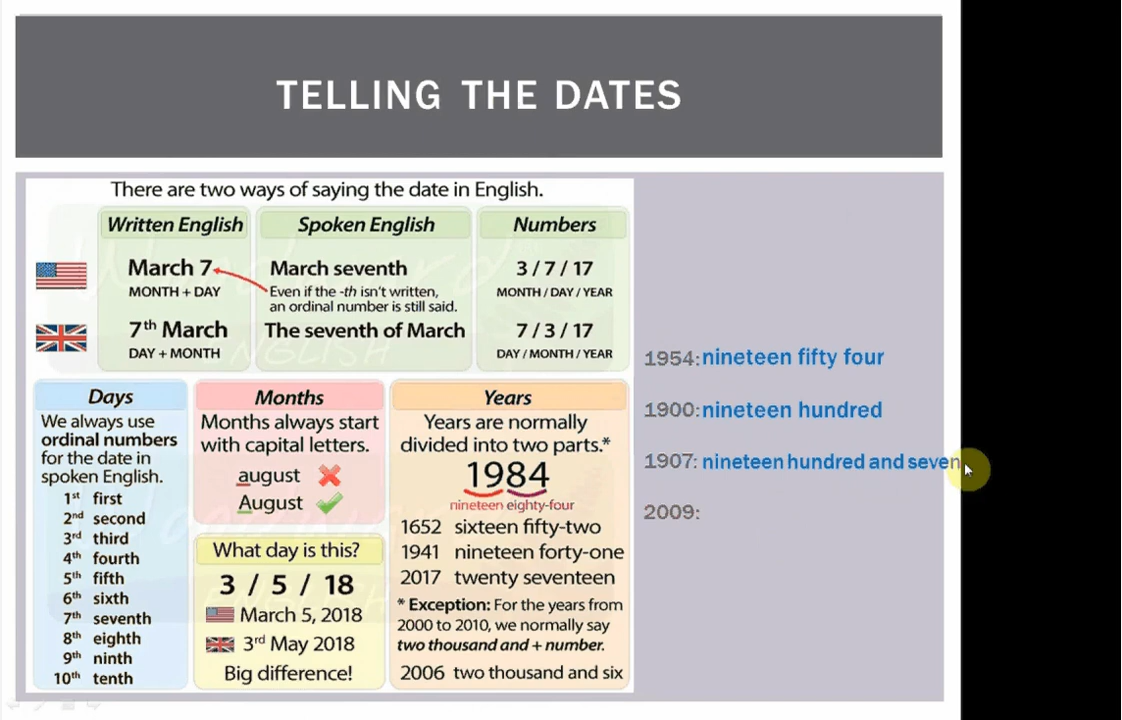 TELLING THE DATES
There are two ways of saying the date in English.
Written English Spoken English Numbers
March 7 March seventh 3 / 7 / 17
MONTH + DAY Even if the -th isn't written, MONTH / DAY / YEAR
an ordinal number is still said.
7th March The seventh of March 7 / 3 / 17
DAY + MONTH DAY / MONTH / YEAR
Days
We always use
ordinal numbers
for the date in
spoken English.
1st first
2nd second
3rd third
4th fourth
5th fifth
6th sixth
7th seventh
8th eighth
9th ninth
10th tenth
Months
Months always start
with capital letters.
august
August
What day is this?
3 / 5 / 18
March 5, 2018
3rd May 2018
Big difference!
Years
Years are normally
divided into two parts.*
1984
nineteen eighty-four
1652 sixteen fifty-two
1941 nineteen forty-one
2017 twenty seventeen
* Exception: For the years from
2000 to 2010, we normally say
two thousand and + number.
2006 two thousand and six
1954: nineteen fifty four
1900: nineteen hundred
1907: nineteen hundred and seven
2009: